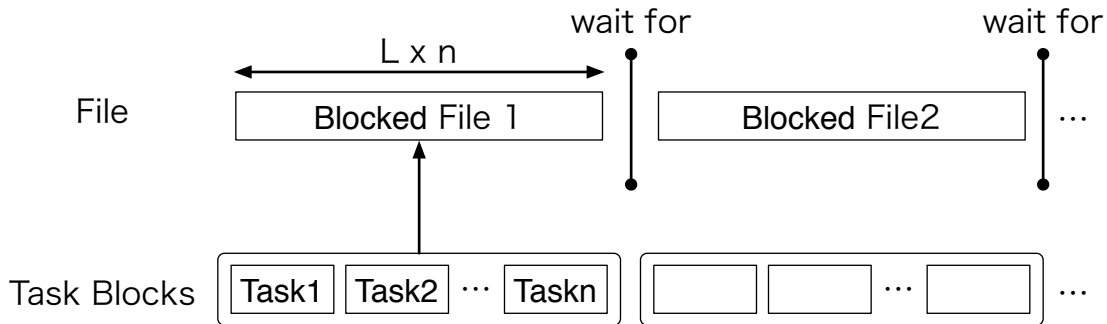 wait for wait for
L x n
File Blocked File 1 Blocked File2 …
Task Blocks Task1 Task2 … Taskn … …